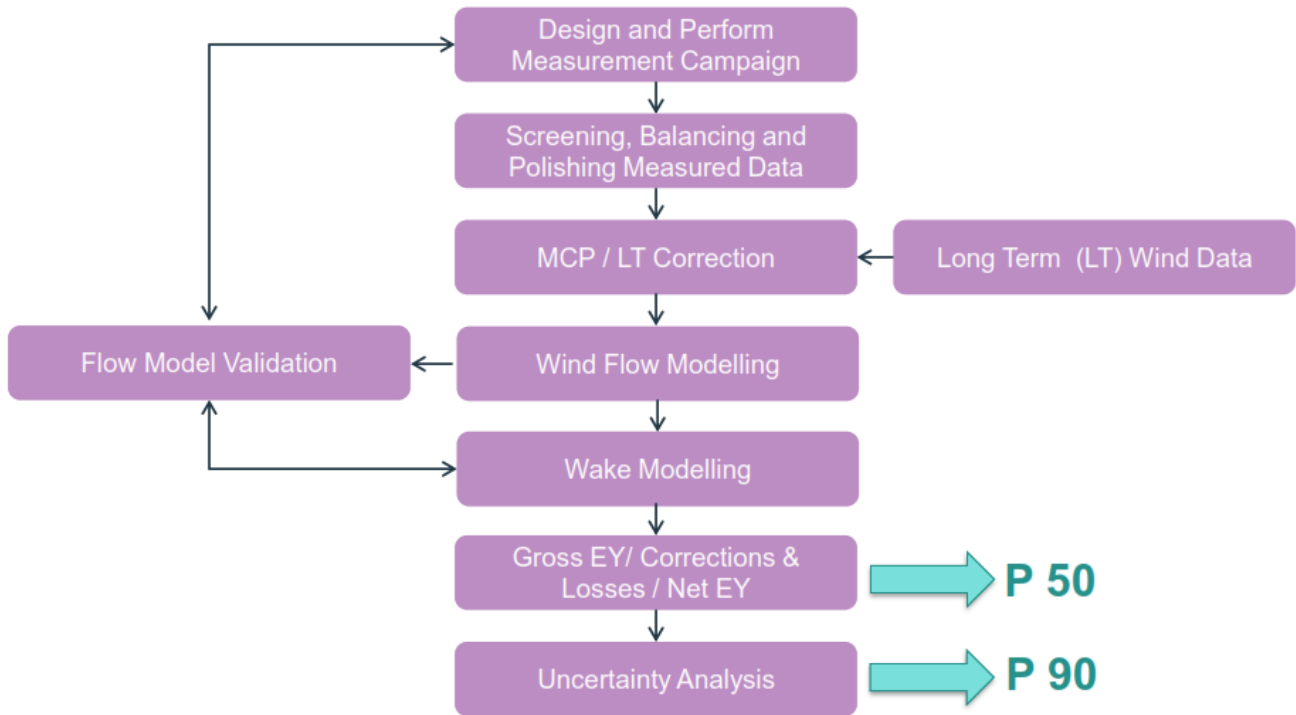 Design and Perform
Measurement Campaign
Screening, Balancing and
Polishing Measured Data
MCP / LT Correction
Long Term (LT) Wind Data
Flow Model Validation
Wind Flow Modelling
Wake Modelling
Gross EY/ Corrections &
Losses / Net EY
P 50
Uncertainty Analysis
P 90